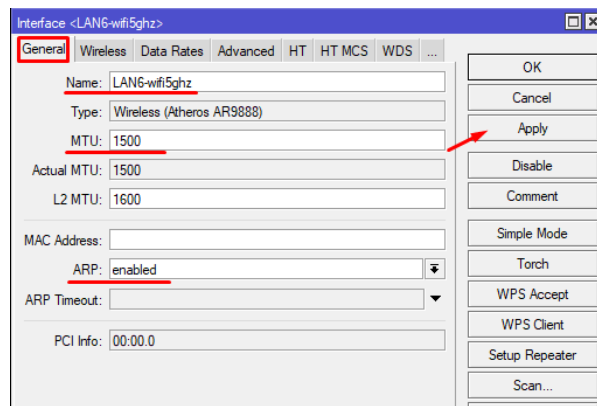 Interface <LAN6-wifi5ghz>
General Wireless Data Rates Advanced HT HT MCS WDS ...
Name: LAN6-wifi5ghz
Type: Wireless (Atheros AR9888)
MTU: 1500
Actual MTU: 1500
L2 MTU: 1600
MAC Address:
ARP: enabled
ARP Timeout:
PCI Info: 00:00.0
OK
Cancel
Apply
Disable
Comment
Simple Mode
Torch
WPS Accept
WPS Client
Setup Repeater
Scan...